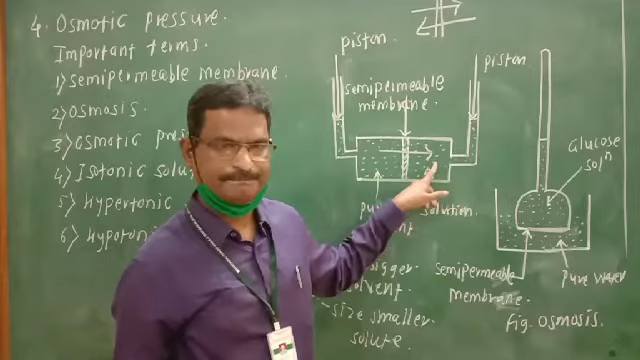 4. Osmotic pressure.
Important terms.
1) semipermeable membrane.
2) osmosis.
3) osmotic
4) Isotonic
5) Hypertonic
6)
piston.
semipermeable
membrane.
piston
solution.
solvent.
-size smaller
solute.
Glucose
solⁿ
semipermeable
membrane.
pure water
Fig. osmosis.